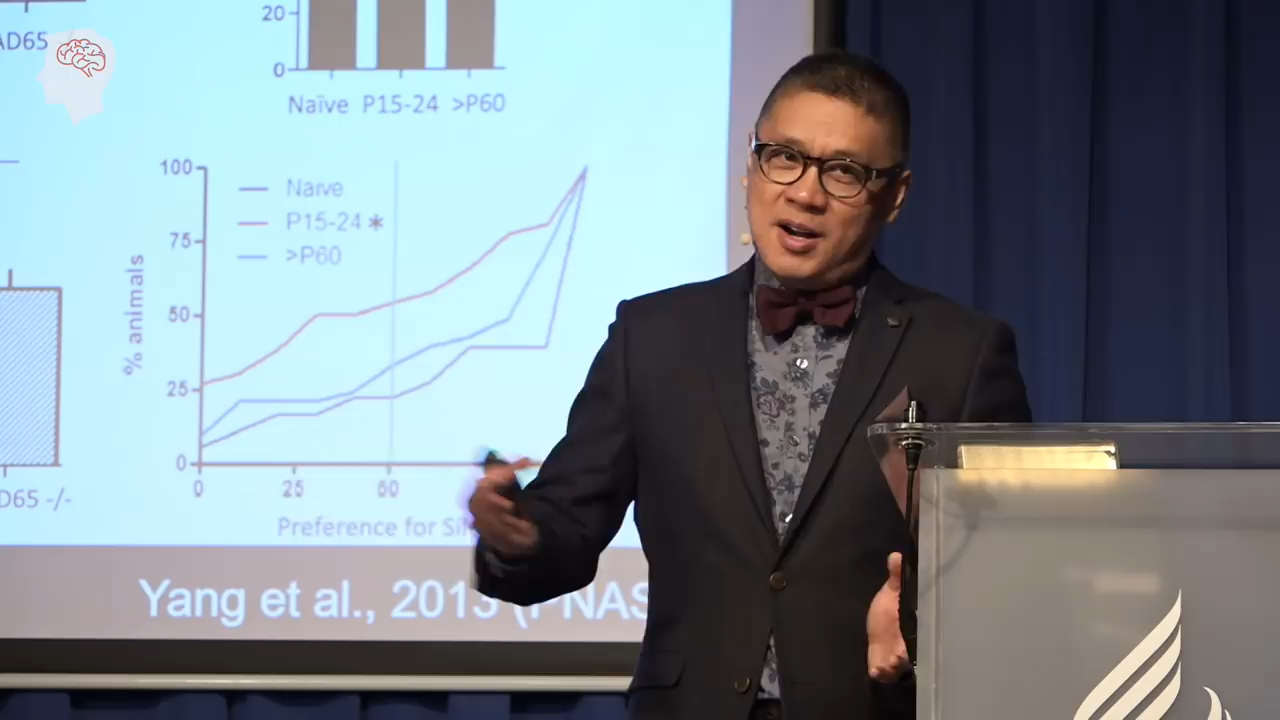 AD65
20
0
Naïve P15-24 >P60
100
75
50
25
0
% animals
Naïve
P15-24 *
>P60
0 25 50
D65 -/-
Preference for
Yang et al., 2013 (PNAS